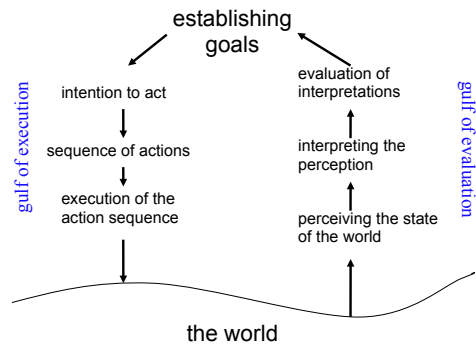 establishing
goals
gulf of execution
intention to act
sequence of actions
execution of the
action sequence
evaluation of
interpretations
interpreting the
perception
perceiving the state
of the world
gulf of evaluation
the world